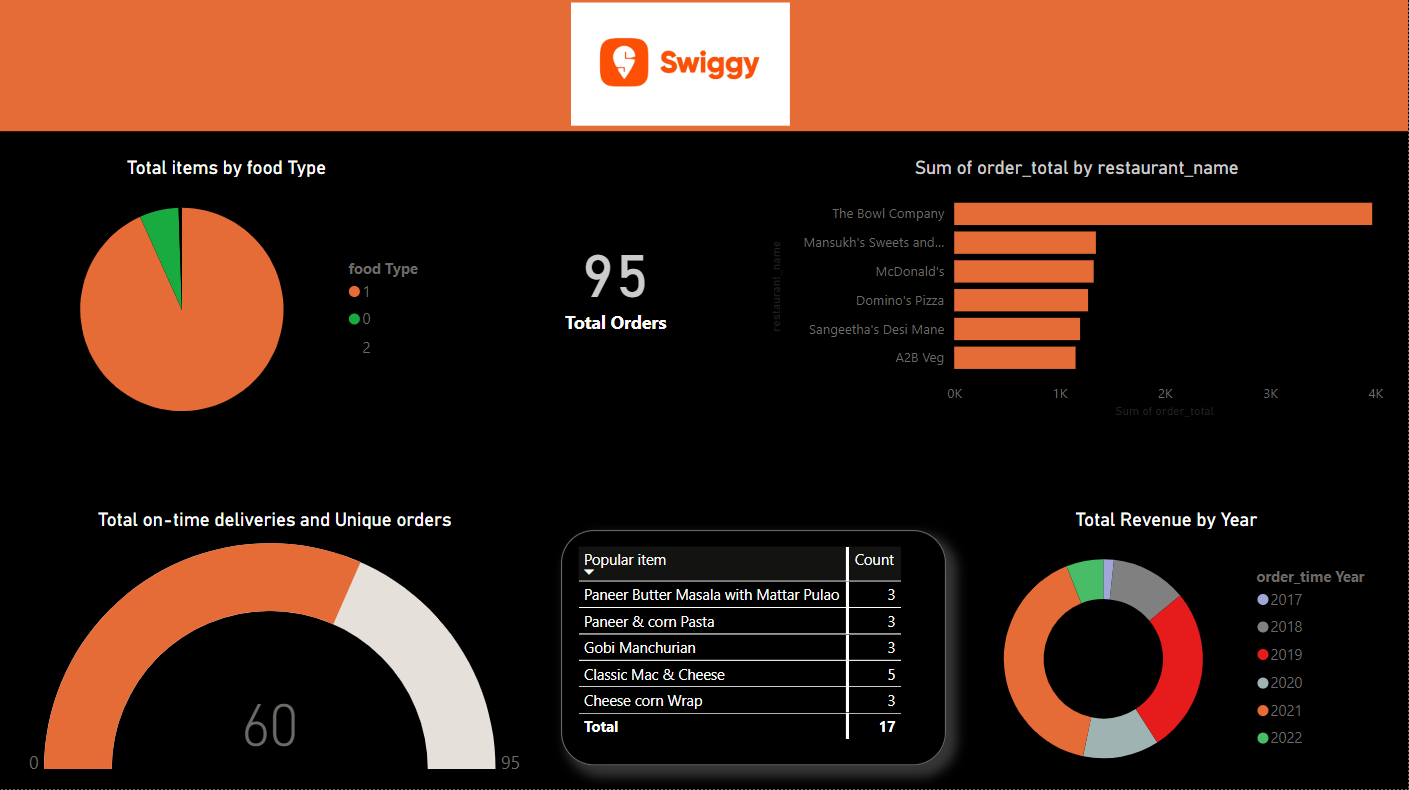 Swiggy
Total items by food Type
food Type
1
0
2
95
Total Orders
Sum of order_total by restaurant_name
restaurant_name
The Bowl Company
Mansukh's Sweets and...
McDonald's
Domino's Pizza
Sangeetha's Desi Mane
A2B Veg
0K 1K 2K 3K 4K
Sum of order_total
Total on-time deliveries and Unique orders
60
0 95
Popular item Count
Paneer Butter Masala with Mattar Pulao 3
Paneer & corn Pasta 3
Gobi Manchurian 3
Classic Mac & Cheese 5
Cheese corn Wrap 3
Total 17
Total Revenue by Year
order_time Year
2017
2018
2019
2020
2021
2022